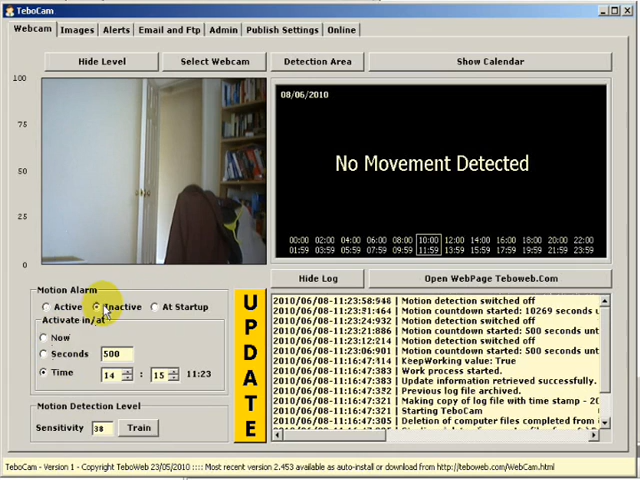 TeboCam
Webcam Images Alerts Email and Ftp Admin Publish Settings Online
Hide Level Select Webcam Detection Area Show Calendar
100
75
50
25
0
08/06/2010
No Movement Detected
00:00 02:00 04:00 06:00 08:00 10:00 12:00 14:00 16:00 18:00 20:00 22:00
01:59 03:59 05:59 07:59 09:59 11:59 13:59 15:59 17:59 19:59 21:59 23:59
Hide Log Open WebPage Teboweb.Com
Motion Alarm
Active Inactive At Startup
Activate in/at
Now
Seconds 500
Time 14 : 15 11:23
Motion Detection Level
Sensitivity 38 Train
UPDATE
2010/06/08-11:23:58:948 | Motion detection switched off
2010/06/08-11:23:31:464 | Motion countdown started: 10269 seconds u
2010/06/08-11:23:24:932 | Motion detection switched off
2010/06/08-11:23:21:886 | Motion countdown started: 500 seconds unt
2010/06/08-11:23:12:214 | Motion detection switched off
2010/06/08-11:23: | Motion countdown started: 500 seconds unt
2010/06/08-11:16:47:914 | KeepWorking value: True
2010/06/08-11:16:47:383 | Work process started.
2010/06/08-11:16:47:383 | Update information retrieved successfully.
2010/06/08-11:16:47:352 | Previous log file archived.
2010/06/08-11:16:47:321 | Making copy of log file with time stamp - 20
2010/06/08-11:16:47:321 | Starting TeboCam
2010/06/08-11:16:47:305 | Deletion of computer files completed from
TeboCam - Version 1 - Copyright TeboWeb 23/05/2010 :::: Most recent version 2.453 available as auto-install or download from http://teboweb.com/WebCam.html